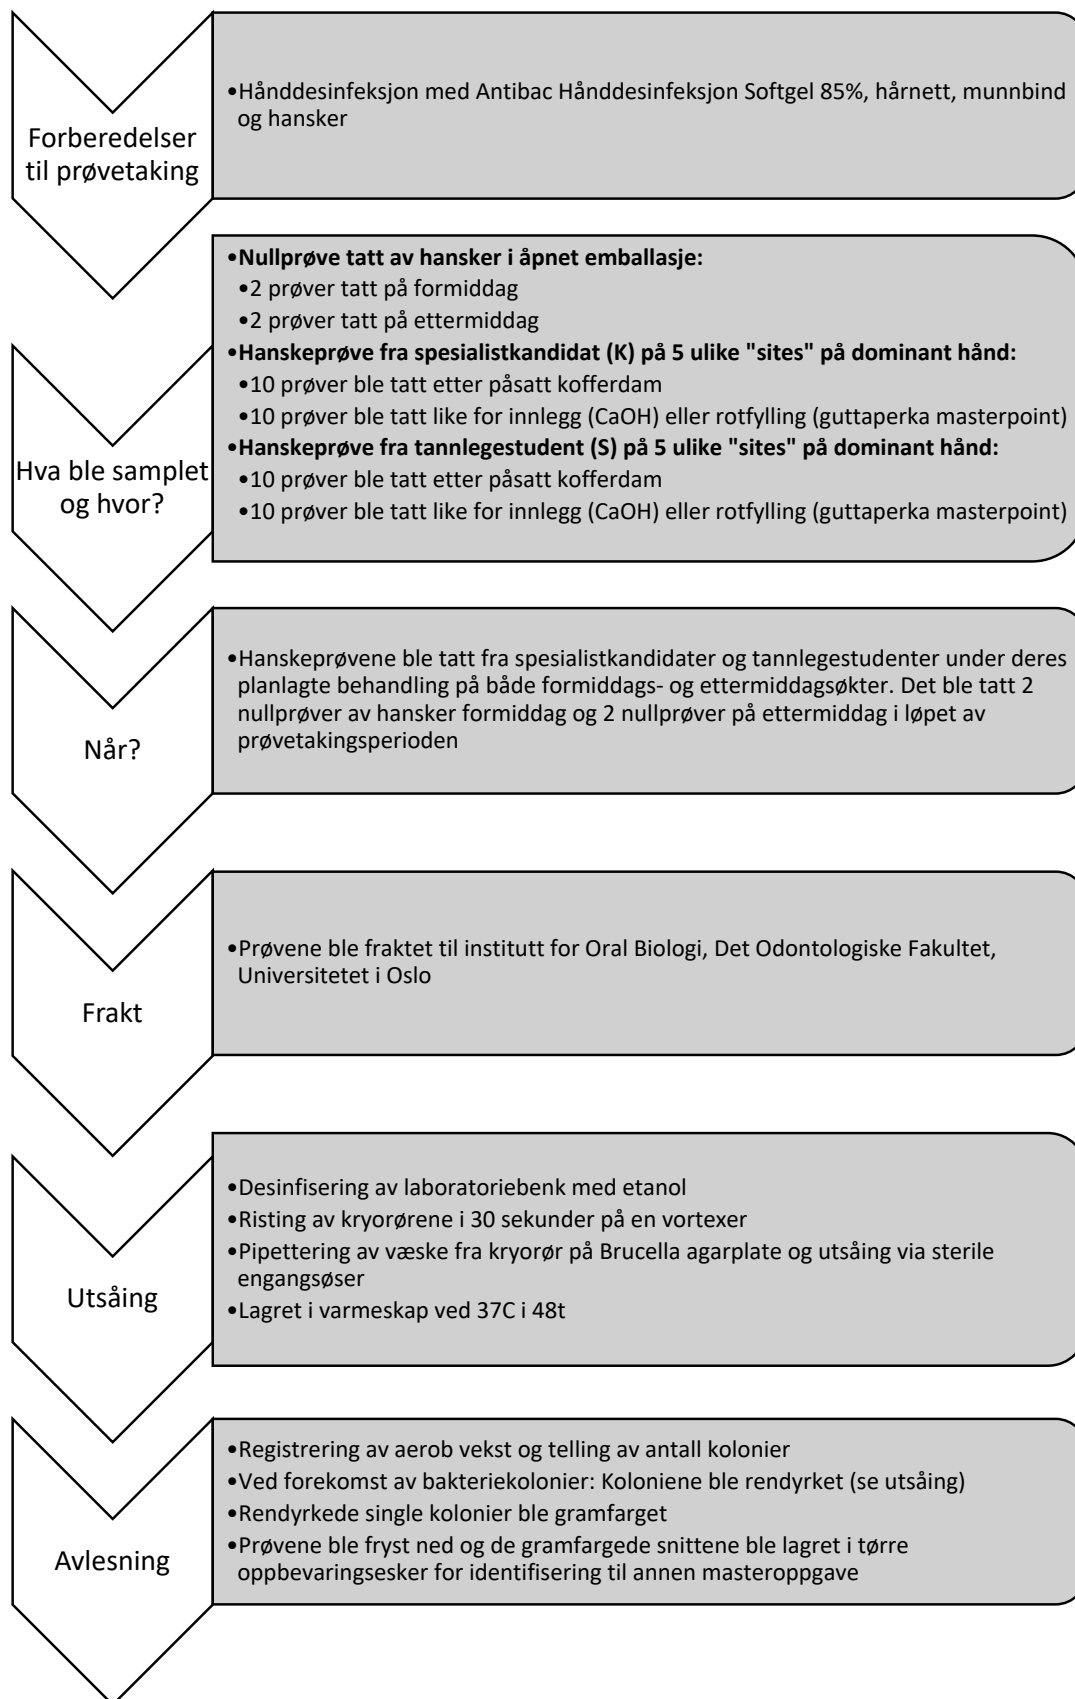 Forberedelser
til prøvetaking
•Hånddesinfeksjon med Antibac Hånddesinfeksjon Softgel 85%, hårnett, munnbind
og hansker
Hva ble samplet
og hvor?
•Nullprøve tatt av hansker i åpnet emballasje:
•2 prøver tatt på formiddag
•2 prøver tatt på ettermiddag
•Hanskeprøve fra spesialistkandidat (K) på 5 ulike "sites" på dominant hånd:
•10 prøver ble tatt etter påsatt kofferdam
•10 prøver ble tatt like for innlegg (CaOH) eller rotfylling (guttaperka masterpoint)
•Hanskeprøve fra tannlegestudent (S) på 5 ulike "sites" på dominant hånd:
•10 prøver ble tatt etter påsatt kofferdam
•10 prøver ble tatt like for innlegg (CaOH) eller rotfylling (guttaperka masterpoint)
Når?
•Hanskeprøvene ble tatt fra spesialistkandidater og tannlegestudenter under deres
planlagte behandling på både formiddags- og ettermiddagsøkter. Det ble tatt 2
nullprøver av hansker formiddag og 2 nullprøver på ettermiddag i løpet av
prøvetakingsperioden
Frakt
•Prøvene ble fraktet til institutt for Oral Biologi, Det Odontologiske Fakultet,
Universitetet i Oslo
Utsåing
•Desinfisering av laboratoriebenk med etanol
•Risting av kryorørene i 30 sekunder på en vortexer
•Pipettering av væske fra kryorør på Brucella agarplate og utsåing via sterile
engangsøser
•Lagret i varmeskap ved 37C i 48t
Avlesning
•Registrering av aerob vekst og telling av antall kolonier
•Ved forekomst av bakteriekolonier: Koloniene ble rendyrket (se utsåing)
•Rendyrkede single kolonier ble gramfarget
•Prøvene ble fryst ned og de gramfargede snittene ble lagret i tørre
oppbevaringsesker for identifisering til annen masteroppgave